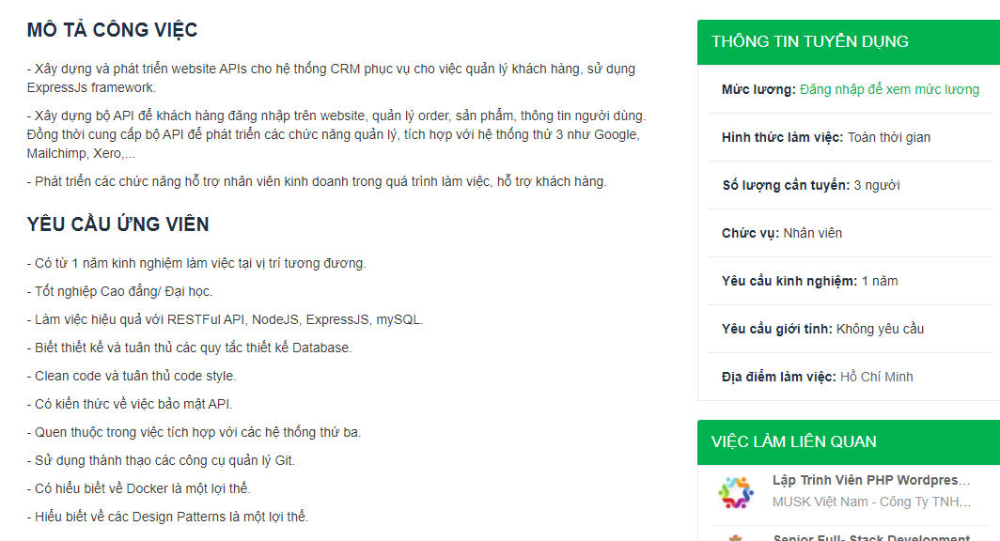 MÔ TẢ CÔNG VIỆC
- Xây dựng và phát triển website APIs cho hệ thống CRM phục vụ cho việc quản lý khách hàng, sử dụng
ExpressJs framework.
- Xây dựng bộ API để khách hàng đăng nhập trên website, quản lý order, sản phẩm, thông tin người dùng.
Đồng thời cung cấp bộ API để phát triển các chức năng quản lý, tích hợp với hệ thống thứ 3 như Google,
Mailchimp, Xero,...
- Phát triển các chức năng hỗ trợ nhân viên kinh doanh trong quá trình làm việc, hỗ trợ khách hàng.
YÊU CẦU ỨNG VIÊN
- Có từ 1 năm kinh nghiệm làm việc tại vị trí tương đương.
- Tốt nghiệp Cao đẳng/ Đại học.
- Làm việc hiệu quả với RESTFul API, NodeJS, ExpressJS, mySQL.
- Biết thiết kế và tuân thủ các quy tắc thiết kế Database.
- Clean code và tuân thủ code style.
- Có kiến thức về việc bảo mật API.
- Quen thuộc trong việc tích hợp với các hệ thống thứ ba.
- Sử dụng thành thạo các công cụ quản lý Git.
- Có hiểu biết về Docker là một lợi thế.
- Hiểu biết về các Design Patterns là một lợi thế.
THÔNG TIN TUYỂN DỤNG
Mức lương: Đăng nhập để xem mức lương
Hình thức làm việc: Toàn thời gian
Số lượng cần tuyển: 3 người
Chức vụ: Nhân viên
Yêu cầu kinh nghiệm: 1 năm
Yêu cầu giới tính: Không yêu cầu
Địa điểm làm việc: Hồ Chí Minh
VIỆC LÀM LIÊN QUAN
Lập Trình Viên PHP Wordpres...
MUSK Việt Nam - Công Ty TNH...
Senior Full- Stack Development